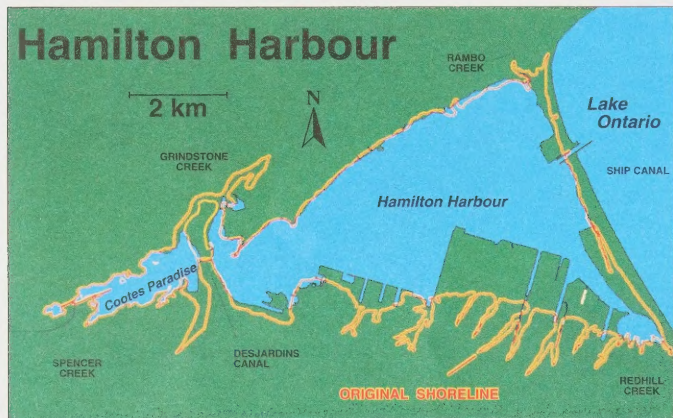 Hamilton Harbour
2 km
N
RAMBO
CREEK
Lake
Ontario
GRINDSTONE
CREEK
SHIP CANAL
Hamilton Harbour
Cootes Paradise
SPENCER
CREEK
DESJARDINS
CANAL
ORIGINAL SHORELINE
REDHILL
CREEK